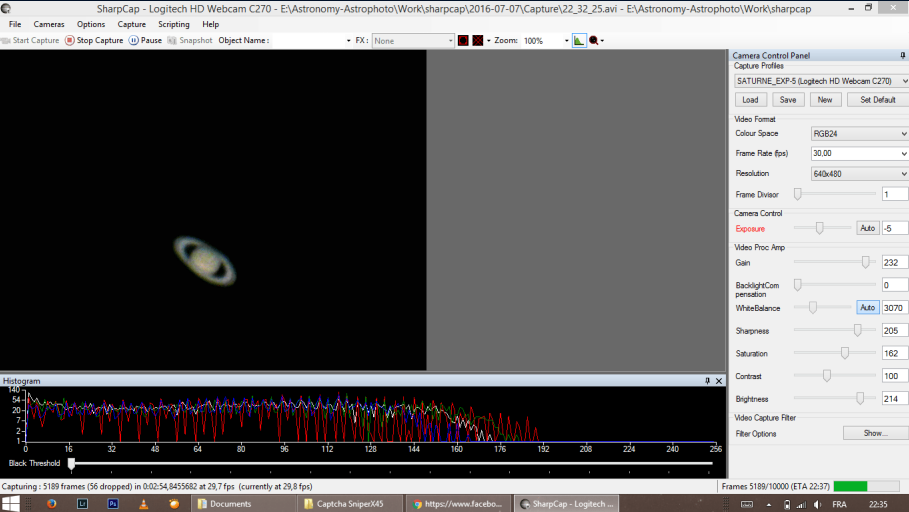 SharpCap - Logitech HD Webcam C270 - E:\Astronomy-Astrophoto\Work\sharpcap\2016-07-07\Capture\22_32_25.avi - E:\Astronomy-Astrophoto\Work\sharpcap
File Cameras Options Capture Scripting Help
Start Capture Stop Capture Pause Snapshot Object Name: FX : None Zoom: 100%
Camera Control Panel
Capture Profiles
SATURNE_EXP-5 (Logitech HD Webcam C270)
Load Save New Set Default
Video Format
Colour Space RGB24
Frame Rate (fps) 30,00
Resolution 640x480
Frame Divisor 1
Camera Control
Exposure Auto -5
Video Proc Amp
Gain 232
BacklightCom
pensation 0
WhiteBalance Auto 3070
Sharpness 205
Saturation 162
Contrast 100
Brightness 214
Video Capture Filter
Filter Options Show...
Histogram
140
54
20
7
2
1
0 16 32 48 64 80 96 112 128 144 160 176 192 208 224 240 256
Black Threshold
Capturing : 5189 frames (56 dropped) in 0:02:54,8455682 at 29,7 fps (currently at 29,8 fps)
Frames 5189/10000 (ETA 22:37)
Documents
Captcha SniperX45
https://www.facebo...
SharpCap - Logitech ...
FRA
22:35